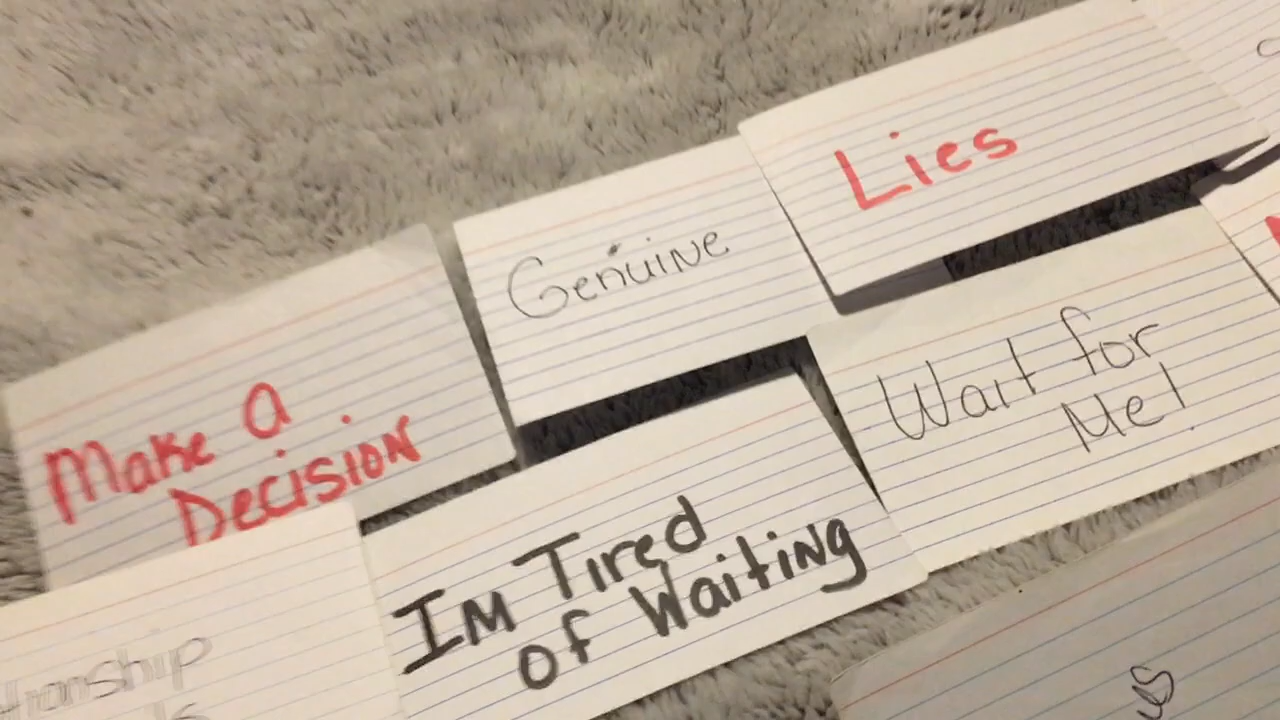 Lies
Genuine
Make a
Decision
Wait for
Me!
Im Tired
of Waiting